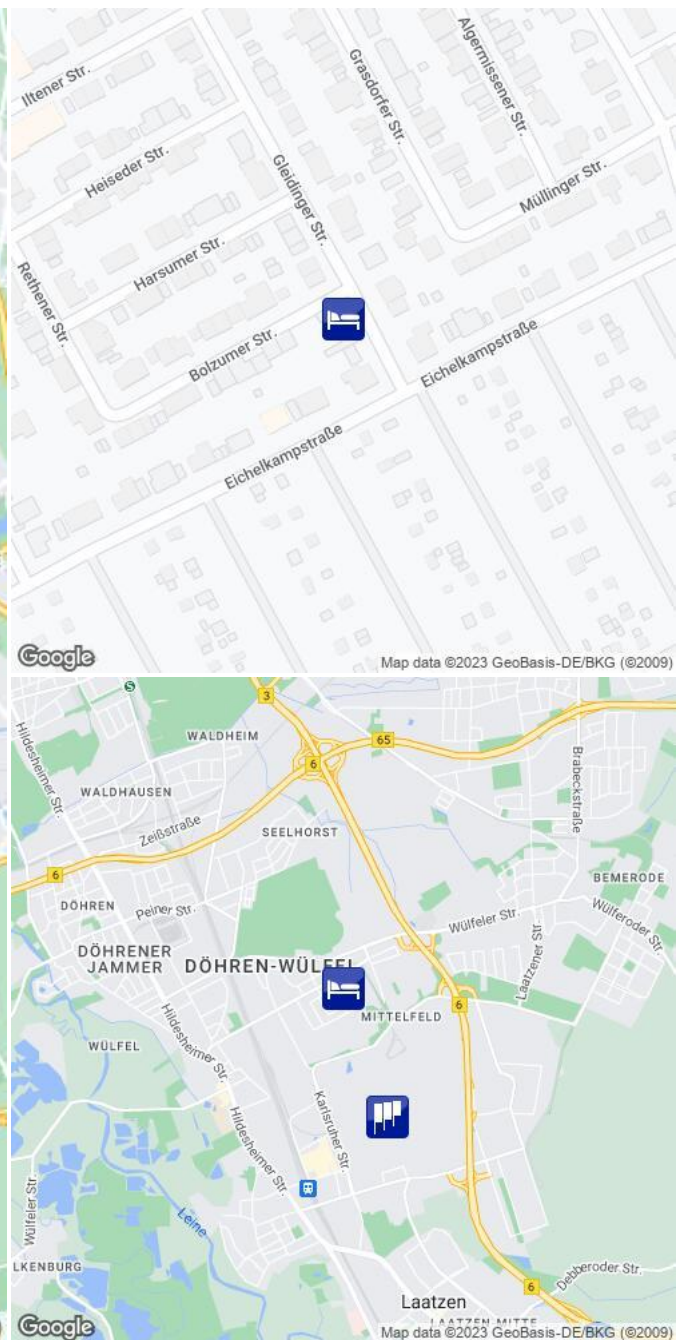 Iltener Str.
Grasdorfer Str.
Algermissener Str.
Heiseder Str.
Gleidinger Str.
Müllinger Str.
Harsumer Str.
Rethener Str.
Bolzumer Str.
Eichelkampstraße
Eichelkampstraße
Google
Map data ©2023 GeoBasis-DE/BKG (©2009)
S
3
Hildesheimer Str.
WALDHEIM
65
6
Brabeckstraße
WALDHAUSEN
Zeißstraße
SEELHORST
6
BEMERODE
DÖHREN
Peiner Str.
Wülfeler Str.
Wülferoder Str.
DÖHRENER
JAMMER
DÖHREN-WÜLFEL
Laatzener Str.
6
MITTELFELD
WÜLFEL
Hildesheimer Str.
Karlsruher Str.
Hildesheimer Str.
Wülfeler Str.
Leine
LKENBURG
6
Debberoder Str.
Laatzen
LAATZEN-MITTE
Google
Map data ©2023 GeoBasis-DE/BKG (©2009)